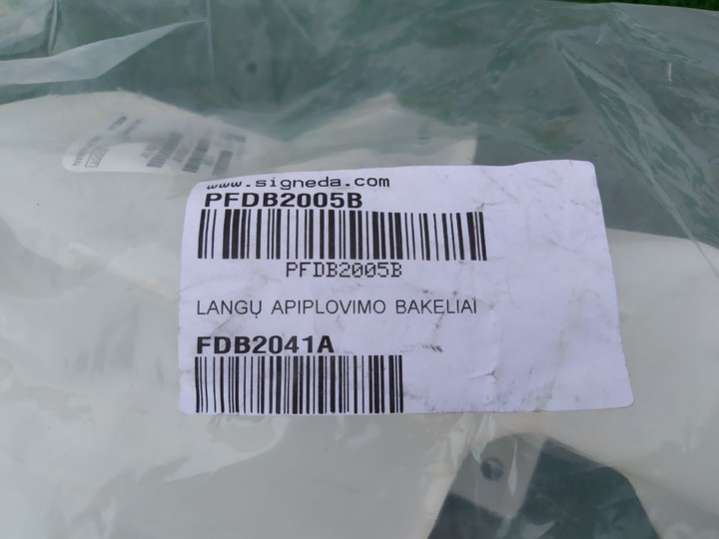 www.signeda.com
PFDB2005B
PFDB2005B
LANGŲ APIPLOVIMO BAKELIAI
FDB2041A